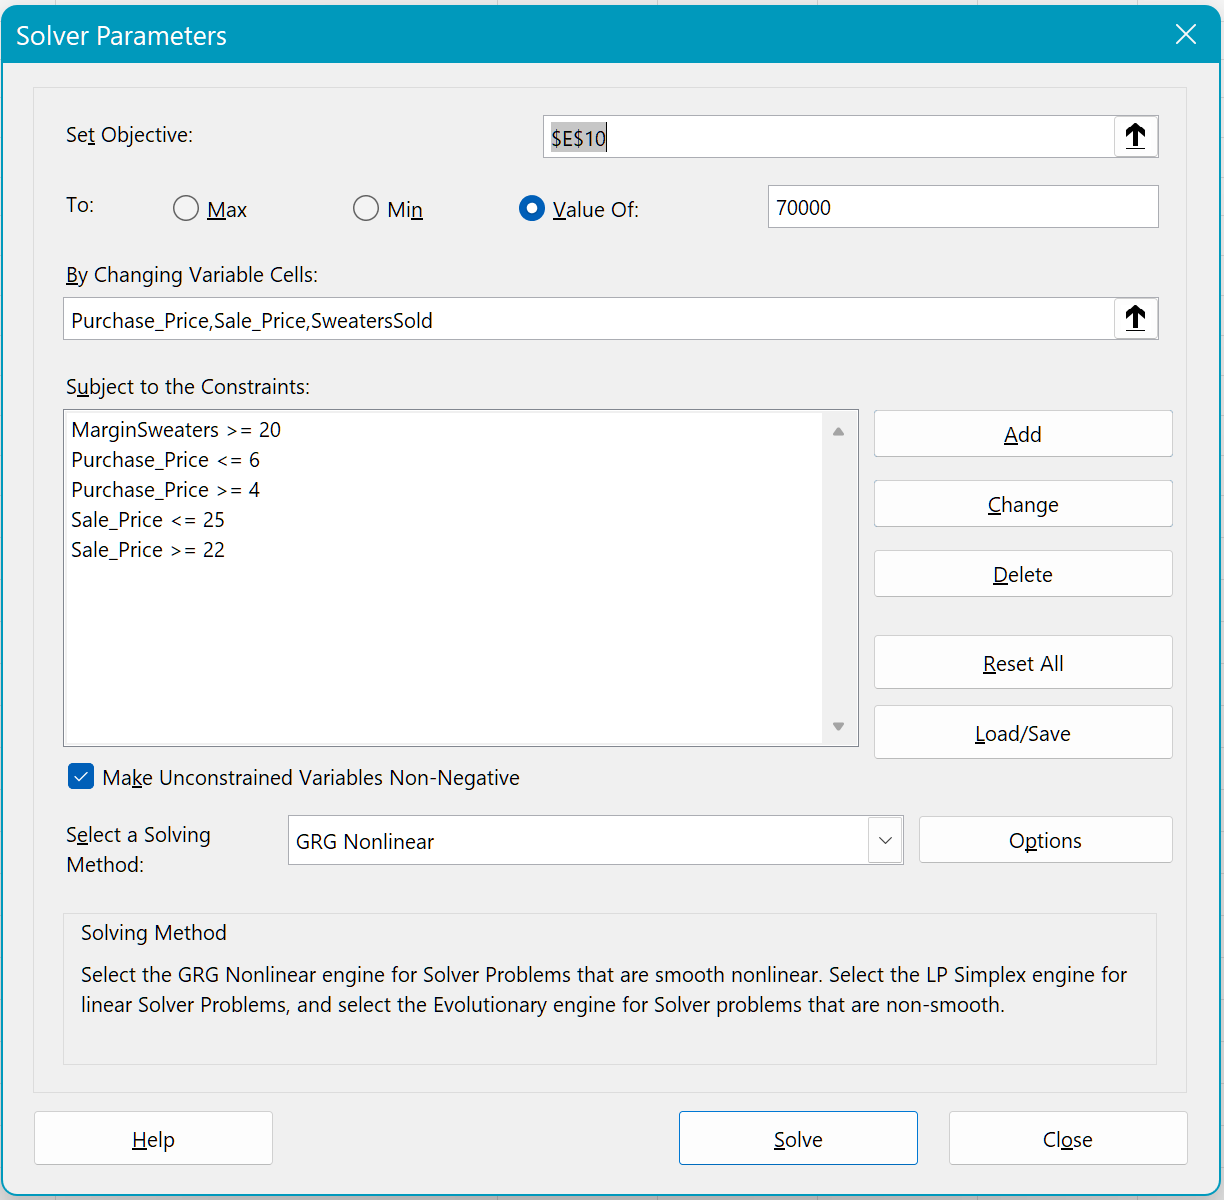 Solver Parameters
Set Objective:
$E$10
To:
Max
Min
Value Of:
70000
By Changing Variable Cells:
Purchase_Price,Sale_Price,SweatersSold
Subject to the Constraints:
MarginSweaters >= 20
Purchase_Price <= 6
Purchase_Price >= 4
Sale_Price <= 25
Sale_Price >= 22
Add
Change
Delete
Reset All
Load/Save
Make Unconstrained Variables Non-Negative
Select a Solving
Method:
GRG Nonlinear
Options
Solving Method
Select the GRG Nonlinear engine for Solver Problems that are smooth nonlinear. Select the LP Simplex engine for
linear Solver Problems, and select the Evolutionary engine for Solver problems that are non-smooth.
Help
Solve
Close